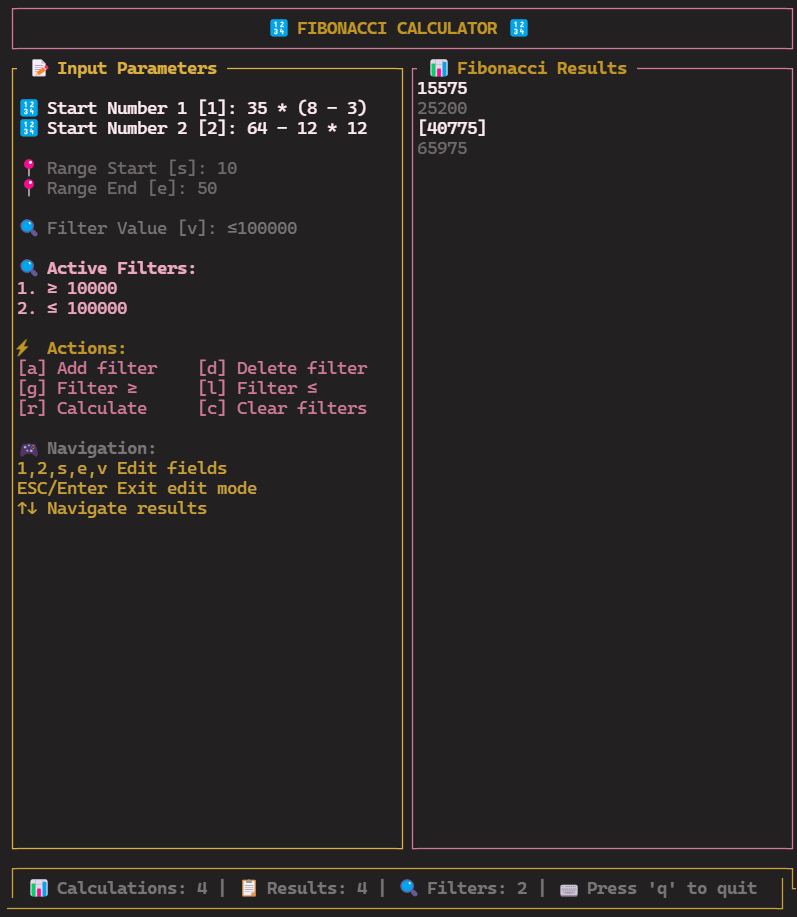 FIBONACCI CALCULATOR
Input Parameters
Start Number 1 [1]: 35 * (8 - 3)
Start Number 2 [2]: 64 - 12 * 12
Range Start [s]: 10
Range End [e]: 50
Filter Value [v]: ≤100000
Active Filters:
1. ≥ 10000
2. ≤ 100000
Actions:
[a] Add filter [d] Delete filter
[g] Filter ≥ [l] Filter ≤
[r] Calculate [c] Clear filters
Navigation:
1,2,s,e,v Edit fields
ESC/Enter Exit edit mode
↑↓ Navigate results
Fibonacci Results
15575
25200
[40775]
65975
Calculations: 4 | Results: 4 | Filters: 2 | Press 'q' to quit